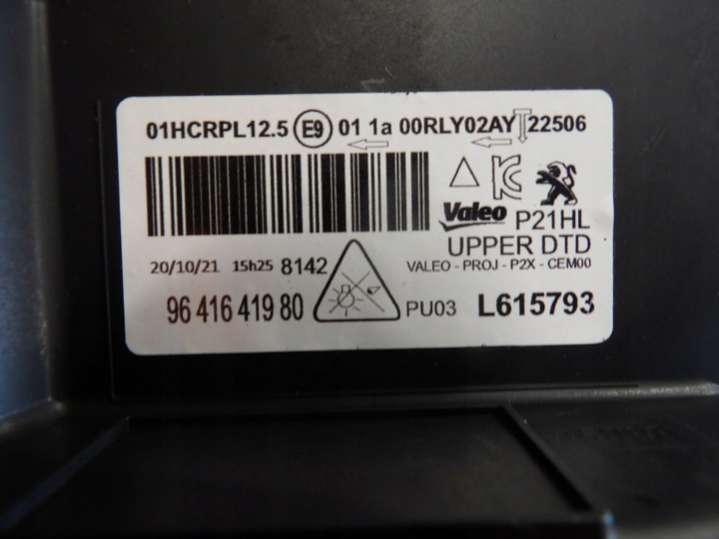 01HCRPL12.5 E9 01 1a 00RLY02AY 22506
Valeo P21HL
UPPER DTD
20/10/21 15h25 8142 VALEO - PROJ - P2X - CEM00
96 416 419 80 PU03 L615793